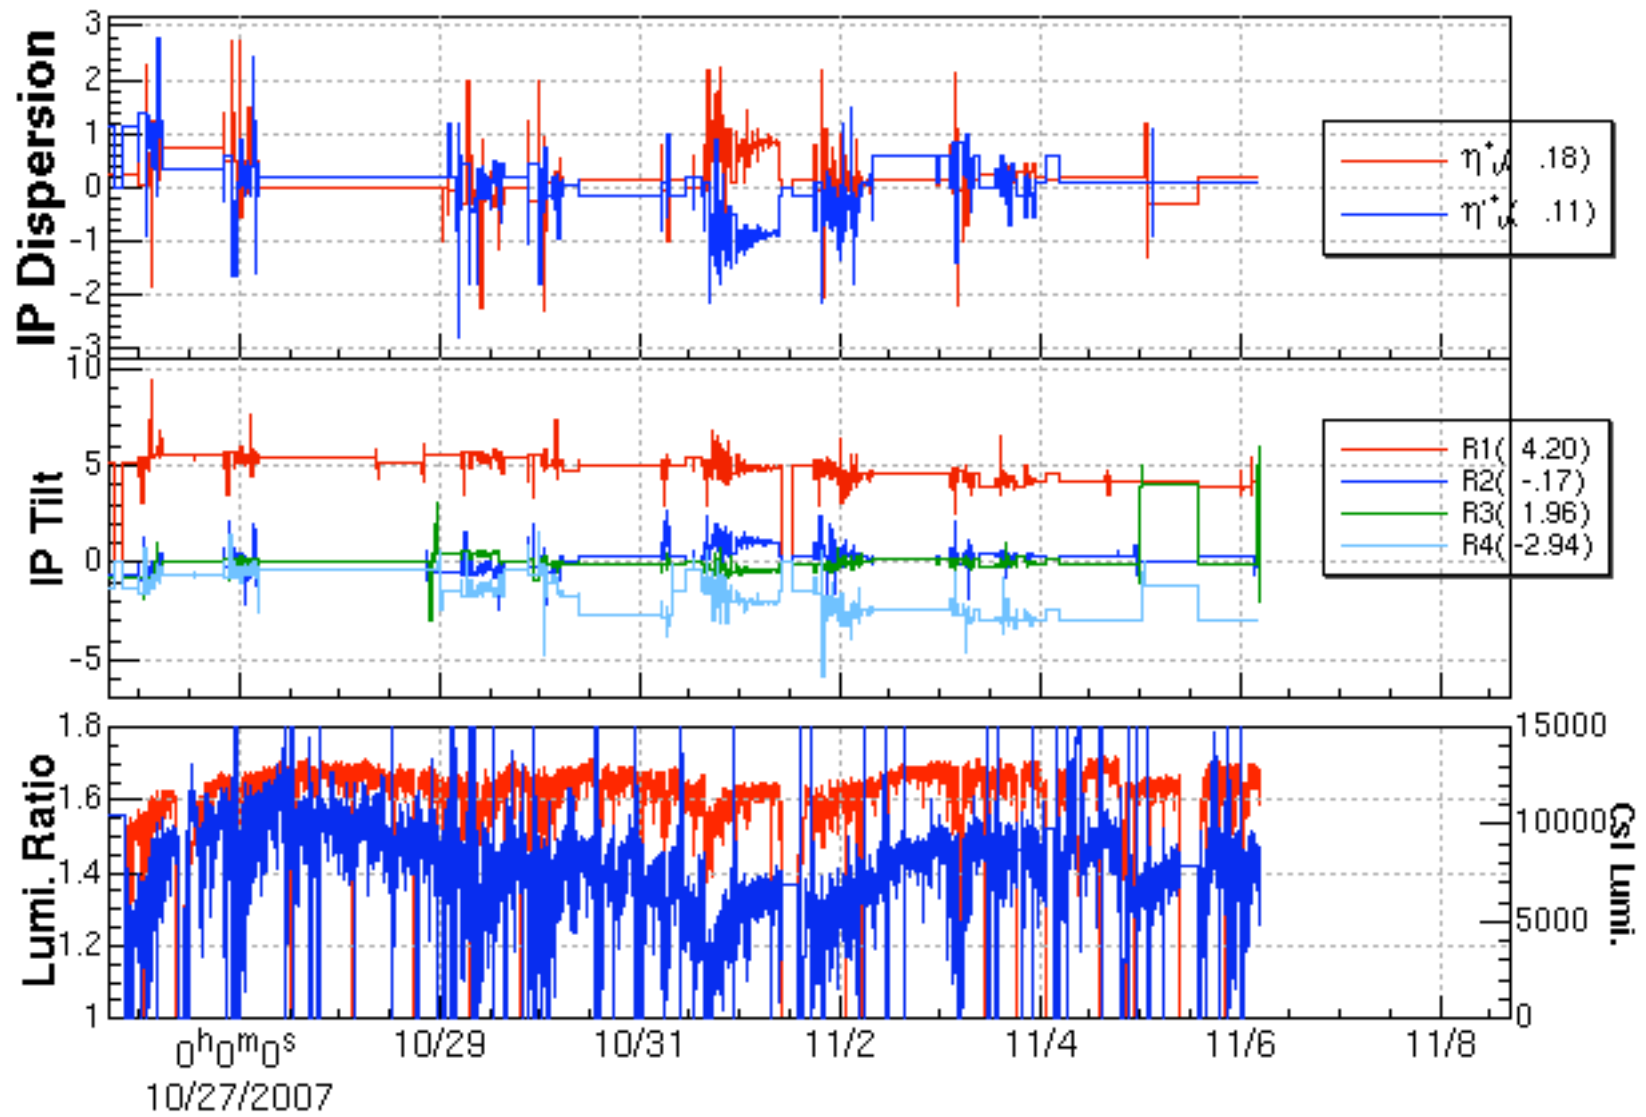 IP Dispersion
3
2
1
0
-1
-2
-3
.18)
.11)
IP Tilt
10
5
0
-5
R1( 4.20)
R2( -.17)
R3( 1.96)
R4( -2.94)
Lumi. Ratio
1.8
1.6
1.4
1.2
1
15000
10000
5000
0
CsI Lumi.
0h0m0s 10/29 10/31 11/2 11/4 11/6 11/8
10/27/2007